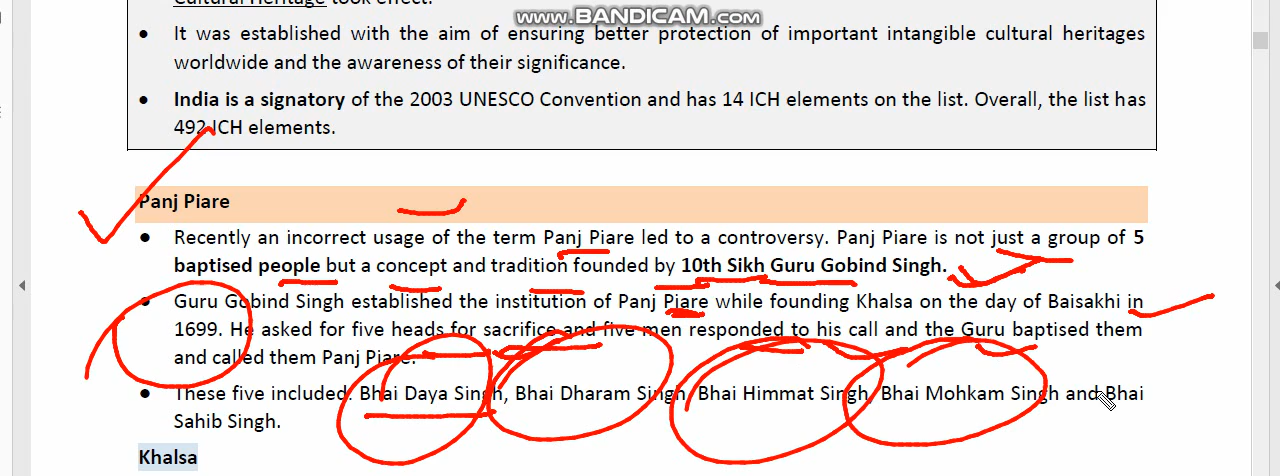 Cultural Heritage took effect.
www.BANDICAM.com
• It was established with the aim of ensuring better protection of important intangible cultural heritages
worldwide and the awareness of their significance.
• India is a signatory of the 2003 UNESCO Convention and has 14 ICH elements on the list. Overall, the list has
492 ICH elements.
Panj Piare
• Recently an incorrect usage of the term Panj Piare led to a controversy. Panj Piare is not just a group of 5
baptised people but a concept and tradition founded by 10th Sikh Guru Gobind Singh.
• Guru Gobind Singh established the institution of Panj Piare while founding Khalsa on the day of Baisakhi in
1699. He asked for five heads for sacrifice and five men responded to his call and the Guru baptised them
and called them Panj Piare.
• These five included: Bhai Daya Singh, Bhai Dharam Singh, Bhai Himmat Singh, Bhai Mohkam Singh and Bhai
Sahib Singh.
Khalsa